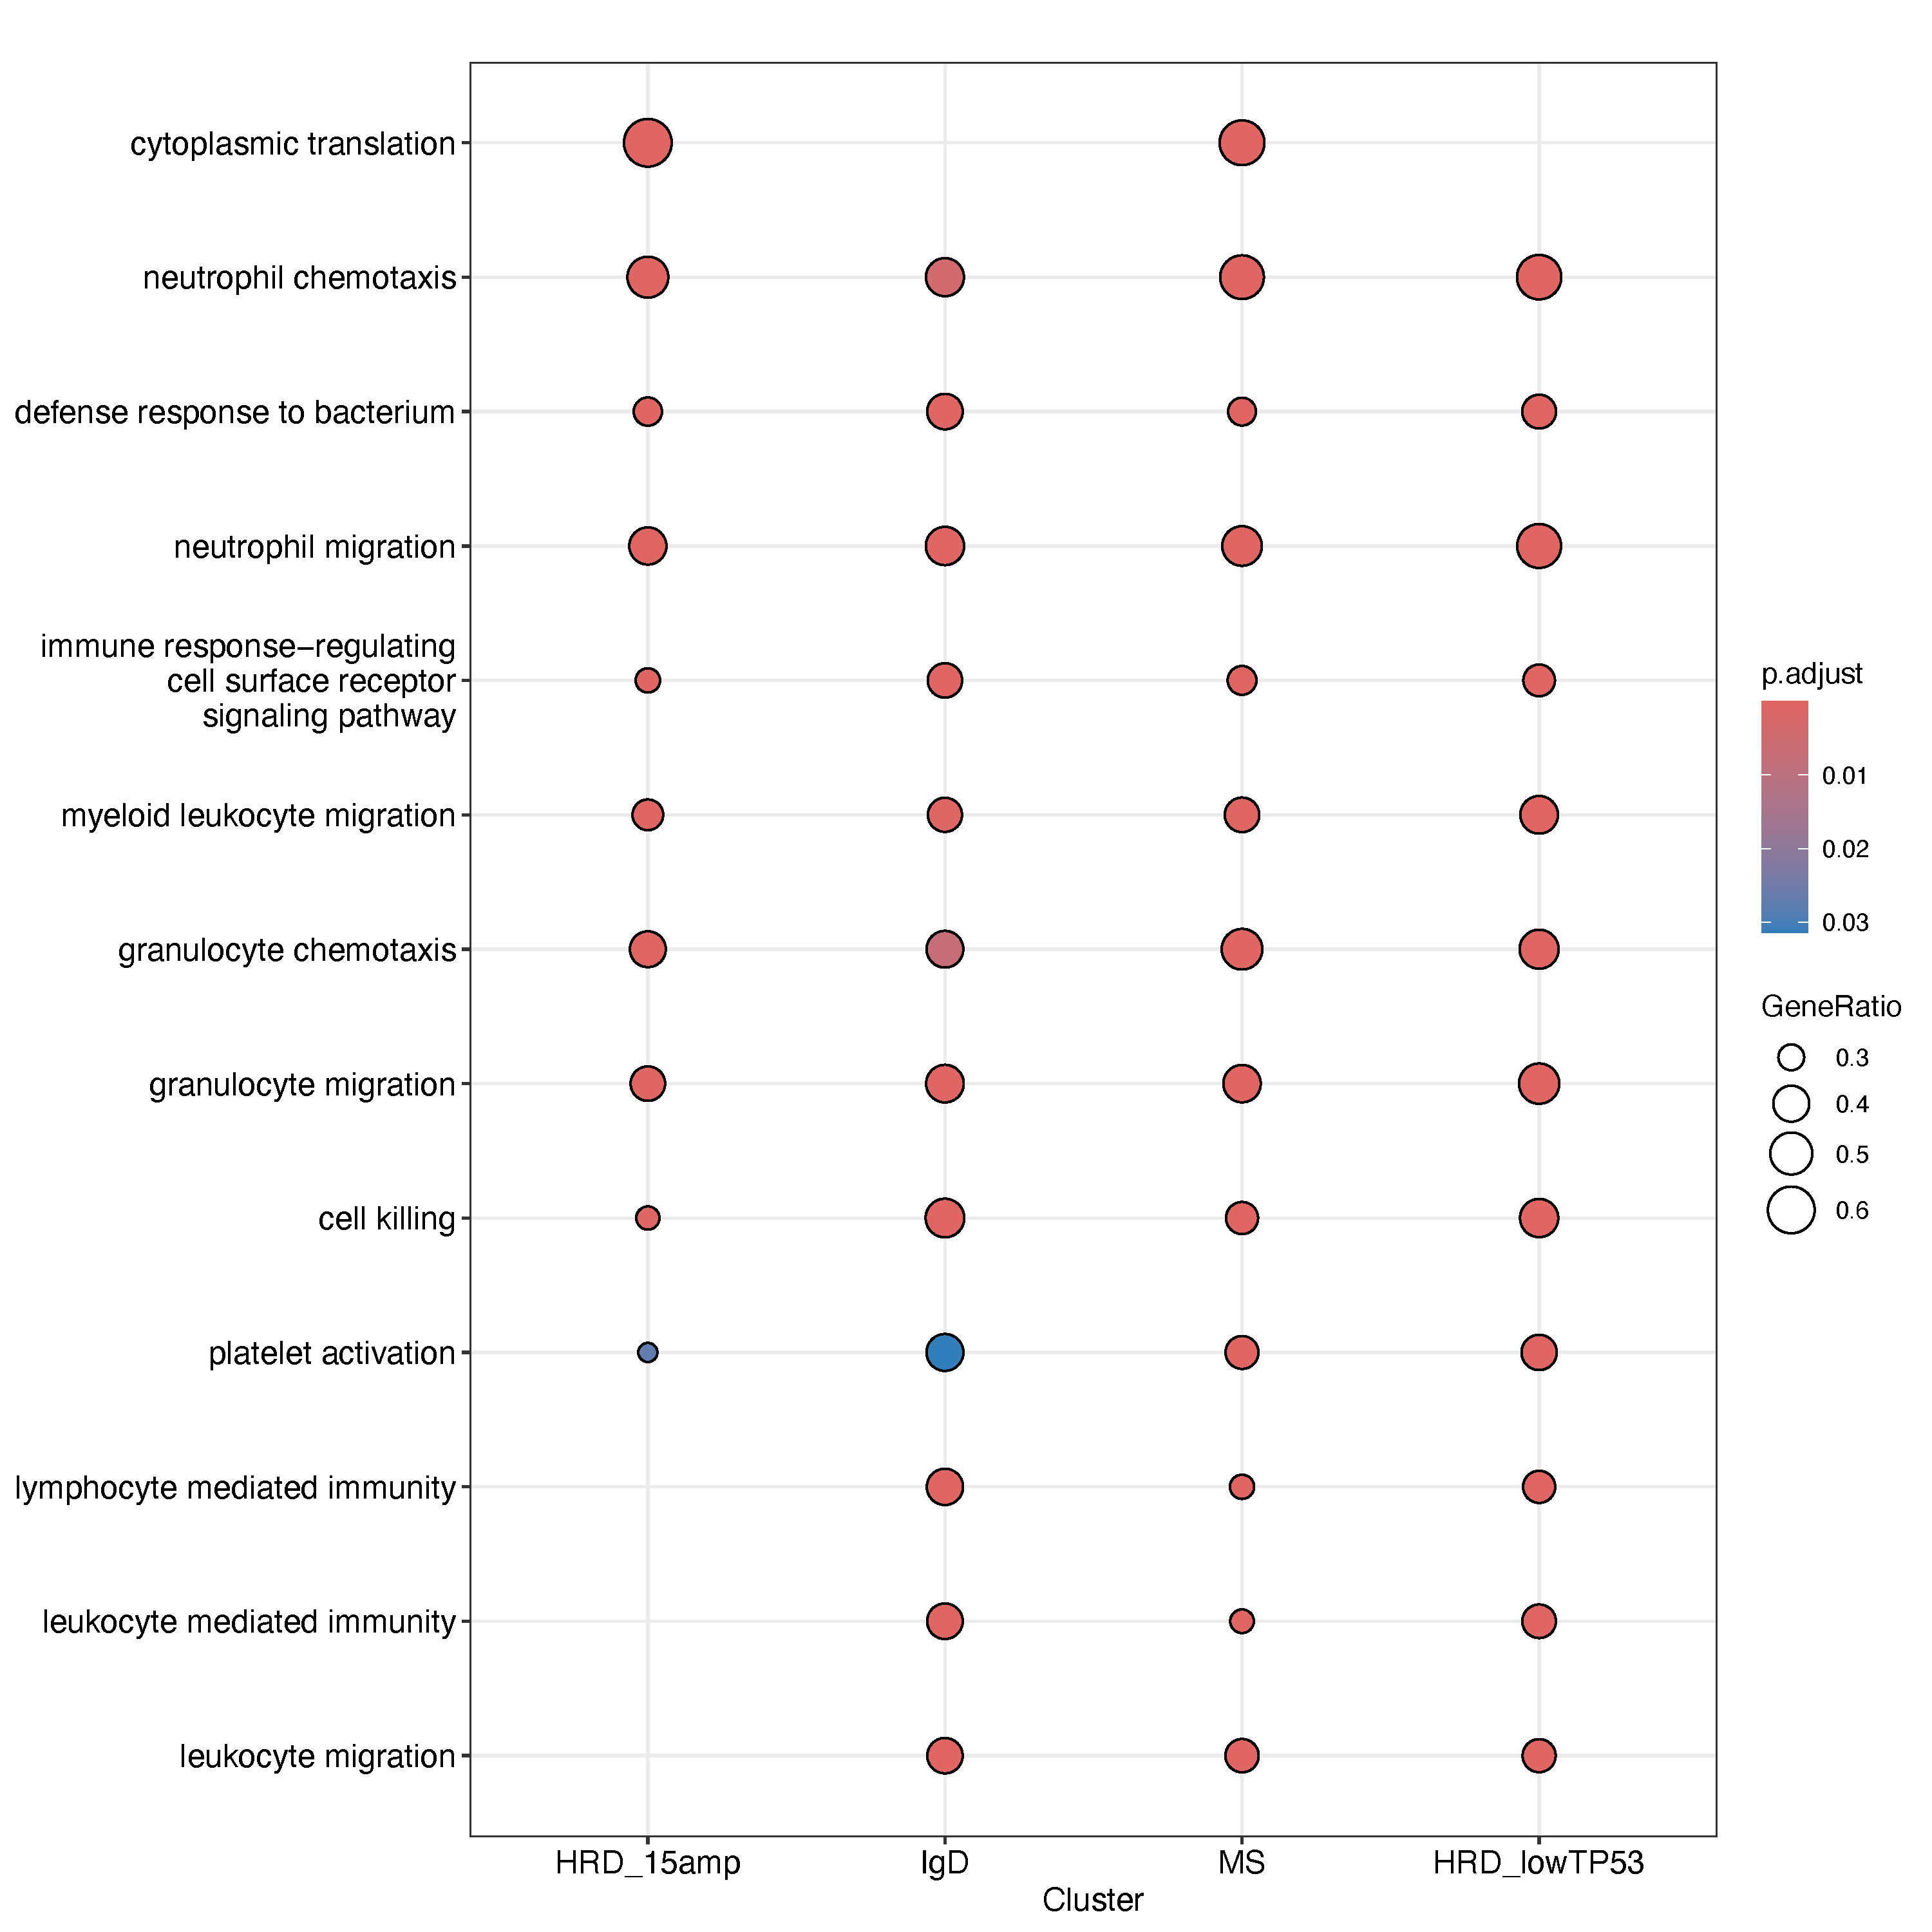 cytoplasmic translation
neutrophil chemotaxis
defense response to bacterium
neutrophil migration
immune response−regulating
cell surface receptor
signaling pathway
myeloid leukocyte migration
granulocyte chemotaxis
granulocyte migration
cell killing
platelet activation
lymphocyte mediated immunity
leukocyte mediated immunity
leukocyte migration
HRD_15amp IgD MS HRD_lowTP53
Cluster
p.adjust
0.01
0.02
0.03
GeneRatio
0.3
0.4
0.5
0.6